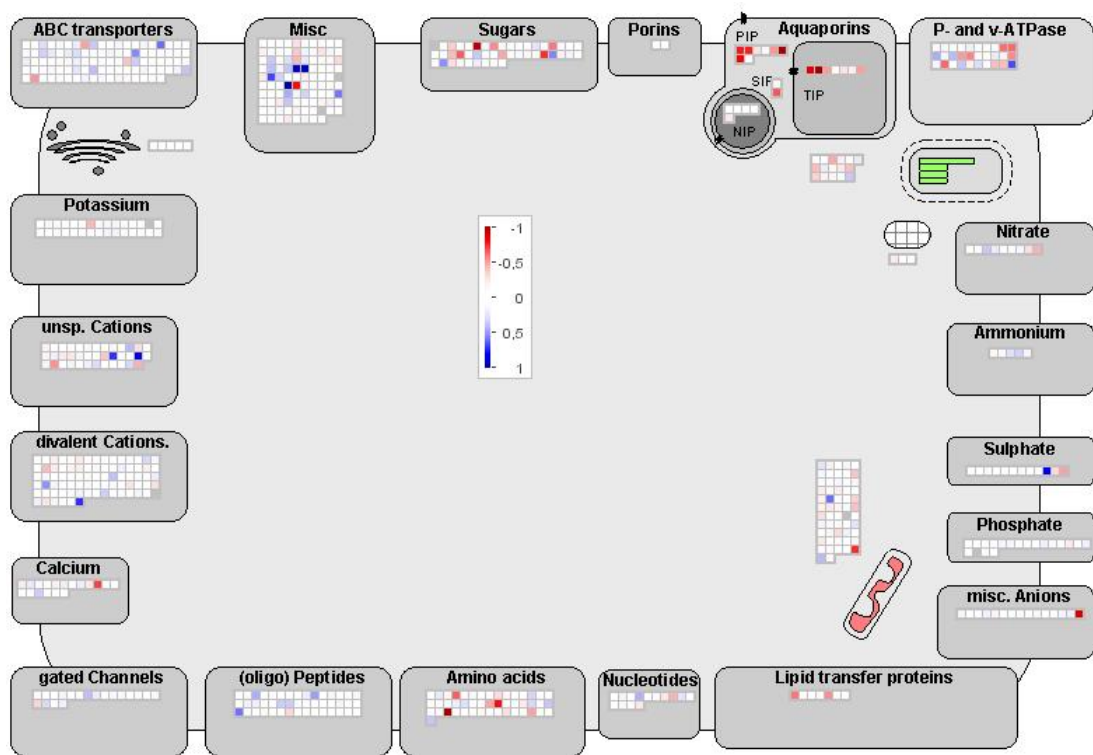 ABC transporters
Misc
Sugars
Porins
Aquaporins
P- and v-ATPase
PIP
SIP
TIP
NIP
Potassium
Nitrate
-1
-0,5
0
0,5
1
unsp. Cations
Ammonium
divalent Cations.
Sulphate
Phosphate
Calcium
misc. Anions
gated Channels
(oligo) Peptides
Amino acids
Nucleotides
Lipid transfer proteins